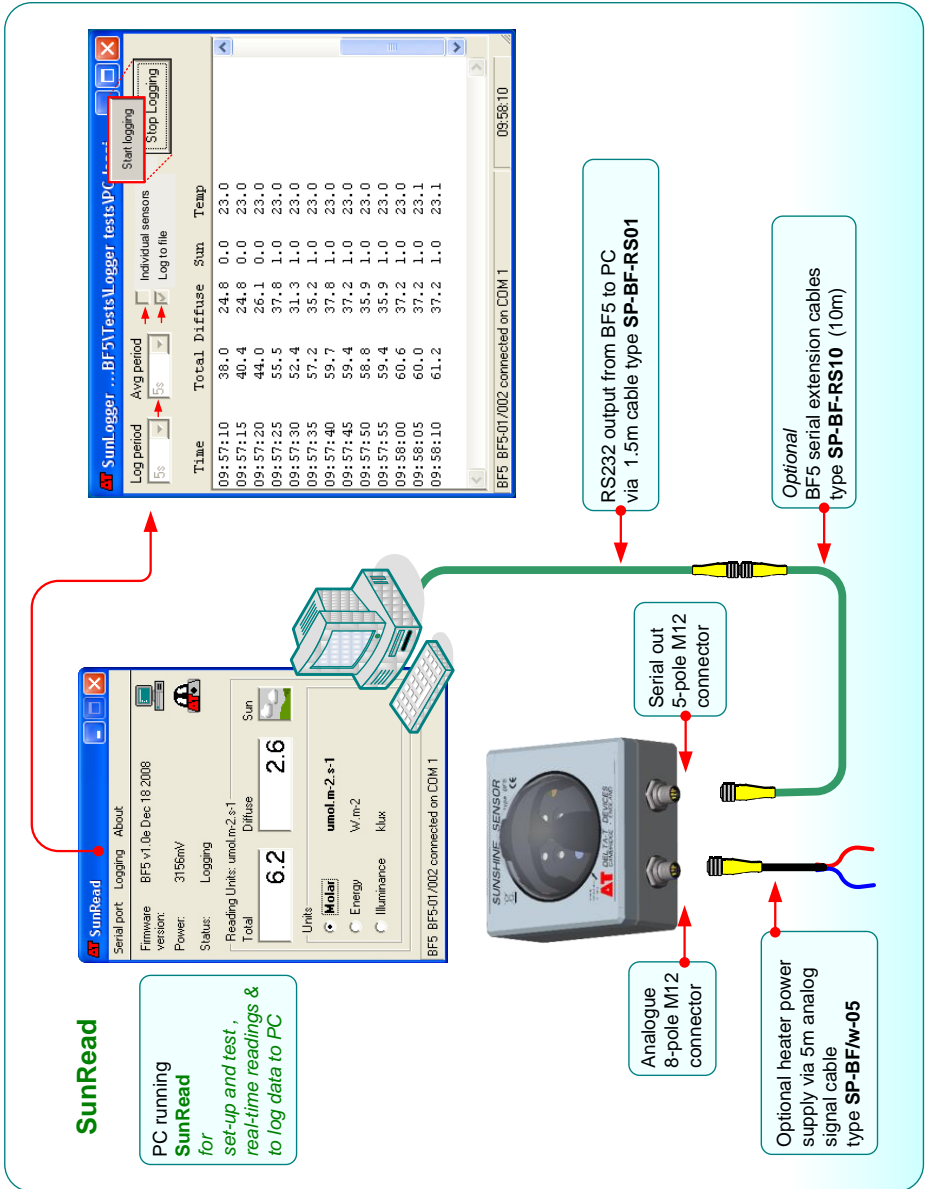 SunRead
PC running
SunRead
for
set-up and test ,
real-time readings &
to log data to PC
SunRead
Serial port Logging About
Firmware version: BF5 v1.0e Dec 18 2008
Power: 3156mV
Status: Logging
Reading Units: umol.m-2.s-1
Total Diffuse Sun
6.2 2.6
Units
Molar umol.m-2.s-1
Energy W.m-2
Illuminance klux
BF5 BF5-01/002 connected on COM 1
SunLogger ...BF5\Tests\Logger tests\PC
Log period Avg period
5s 5s
Individual sensors
Log to file
Start logging
Stop Logging
Time Total Diffuse Sun Temp
09:57:10 38.0 24.8 0.0 23.0
09:57:15 40.4 24.8 0.0 23.0
09:57:20 44.0 26.1 0.0 23.0
09:57:25 55.5 37.8 1.0 23.0
09:57:30 52.4 31.3 1.0 23.0
09:57:35 57.2 35.2 1.0 23.0
09:57:40 59.7 37.8 1.0 23.0
09:57:45 59.4 37.2 1.0 23.0
09:57:50 58.8 35.9 1.0 23.0
09:57:55 59.4 35.9 1.0 23.0
09:58:00 60.6 37.2 1.0 23.0
09:58:05 60.0 37.2 1.0 23.1
09:58:10 61.2 37.2 1.0 23.1
BF5 BF5-01/002 connected on COM 1 09:58:10
SUNSHINE SENSOR
type BF5
DELTA-T DEVICES
CAMBRIDGE ENGLAND
Analogue
8-pole M12
connector
Serial out
5-pole M12
connector
RS232 output from BF5 to PC
via 1.5m cable type SP-BF-RS01
Optional heater power
supply via 5m analog
signal cable
type SP-BF/w-05
Optional
BF5 serial extension cables
type SP-BF-RS10 (10m)